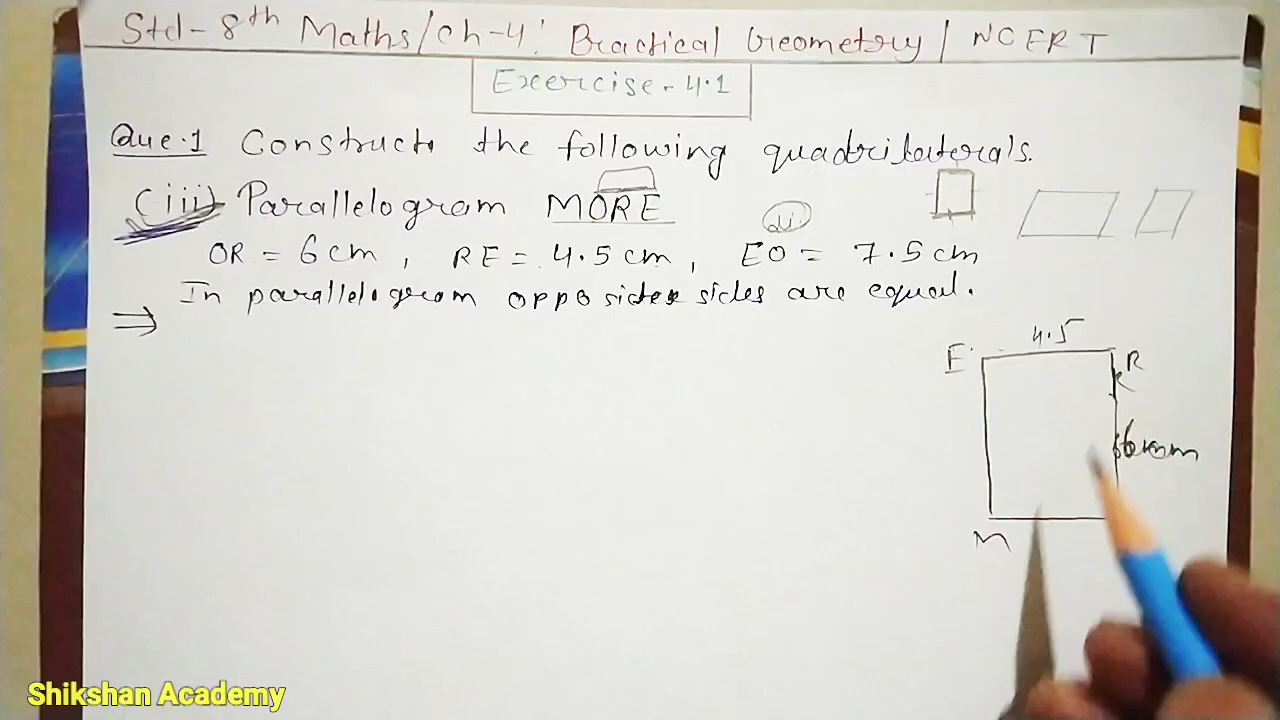 Std - 8th Maths / Ch - 4 : Practical Geometry / NCERT
Exercise - 4.1
Que.1 Construct the following quadrilaterals.
(iii) Parallelogram MORE
OR = 6 cm , RE = 4.5 cm , EO = 7.5 cm
In parallelogram opposite sides are equal.
⇒
4.5
E R
6 cm
M
Shikshan Academy